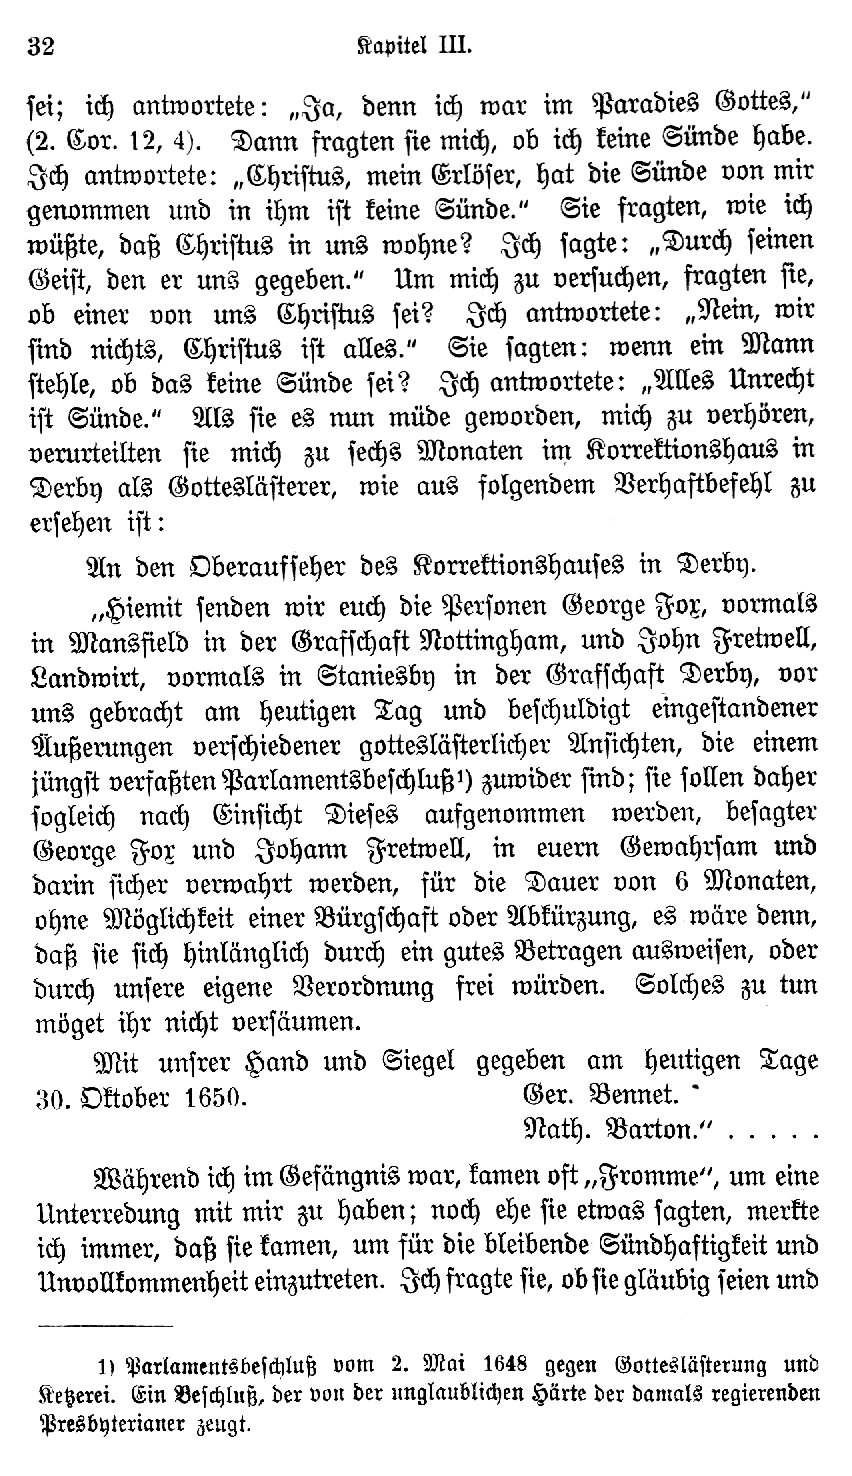 32 Kapitel III.
sei; ich antwortete: „Ja, denn ich war im Paradies Gottes,“
(2. Cor. 12, 4). Dann fragten sie mich, ob ich keine Sünde habe.
Ich antwortete: „Christus, mein Erlöser, hat die Sünde von mir
genommen und in ihm ist keine Sünde.“ Sie fragten, wie ich
wüßte, daß Christus in uns wohne? Ich sagte: „Durch seinen
Geist, den er uns gegeben.“ Um mich zu versuchen, fragten sie,
ob einer von uns Christus sei? Ich antwortete: „Nein, wir
sind nichts, Christus ist alles.“ Sie sagten: wenn ein Mann
stehle, ob das keine Sünde sei? Ich antwortete: „Alles Unrecht
ist Sünde.“ Als sie es nun müde geworden, mich zu verhören,
verurteilten sie mich zu sechs Monaten im Korrektionshaus in
Derby als Gotteslästerer, wie aus folgendem Verhaftbefehl zu
ersehen ist:
An den Oberaufseher des Korrektionshauses in Derby.
„Hiemit senden wir euch die Personen George Fox, vormals
in Mansfield in der Grafschaft Nottingham, und John Fretwell,
Landwirt, vormals in Staniesby in der Grafschaft Derby, vor
uns gebracht am heutigen Tag und beschuldigt eingestandener
Äußerungen verschiedener gotteslästerlicher Ansichten, die einem
jüngst verfaßten Parlamentsbeschluß¹) zuwider sind; sie sollen daher
sogleich nach Einsicht Dieses aufgenommen werden, besagter
George Fox und Johann Fretwell, in euern Gewahrsam und
darin sicher verwahrt werden, für die Dauer von 6 Monaten,
ohne Möglichkeit einer Bürgschaft oder Abkürzung, es wäre denn,
daß sie sich hinlänglich durch ein gutes Betragen ausweisen, oder
durch unsere eigene Verordnung frei würden. Solches zu tun
möget ihr nicht versäumen.
Mit unsrer Hand und Siegel gegeben am heutigen Tage
30. Oktober 1650. Ger. Bennet.
Nath. Barton.“ . . . . .
Während ich im Gefängnis war, kamen oft „Fromme“, um eine
Unterredung mit mir zu haben; noch ehe sie etwas sagten, merkte
ich immer, daß sie kamen, um für die bleibende Sündhaftigkeit und
Unvollkommenheit einzutreten. Ich fragte sie, ob sie gläubig seien und
1) Parlamentsbeschluß vom 2. Mai 1648 gegen Gotteslästerung und
Ketzerei. Ein Beschluß, der von der unglaublichen Härte der damals regierenden
Presbyterianer zeugt.